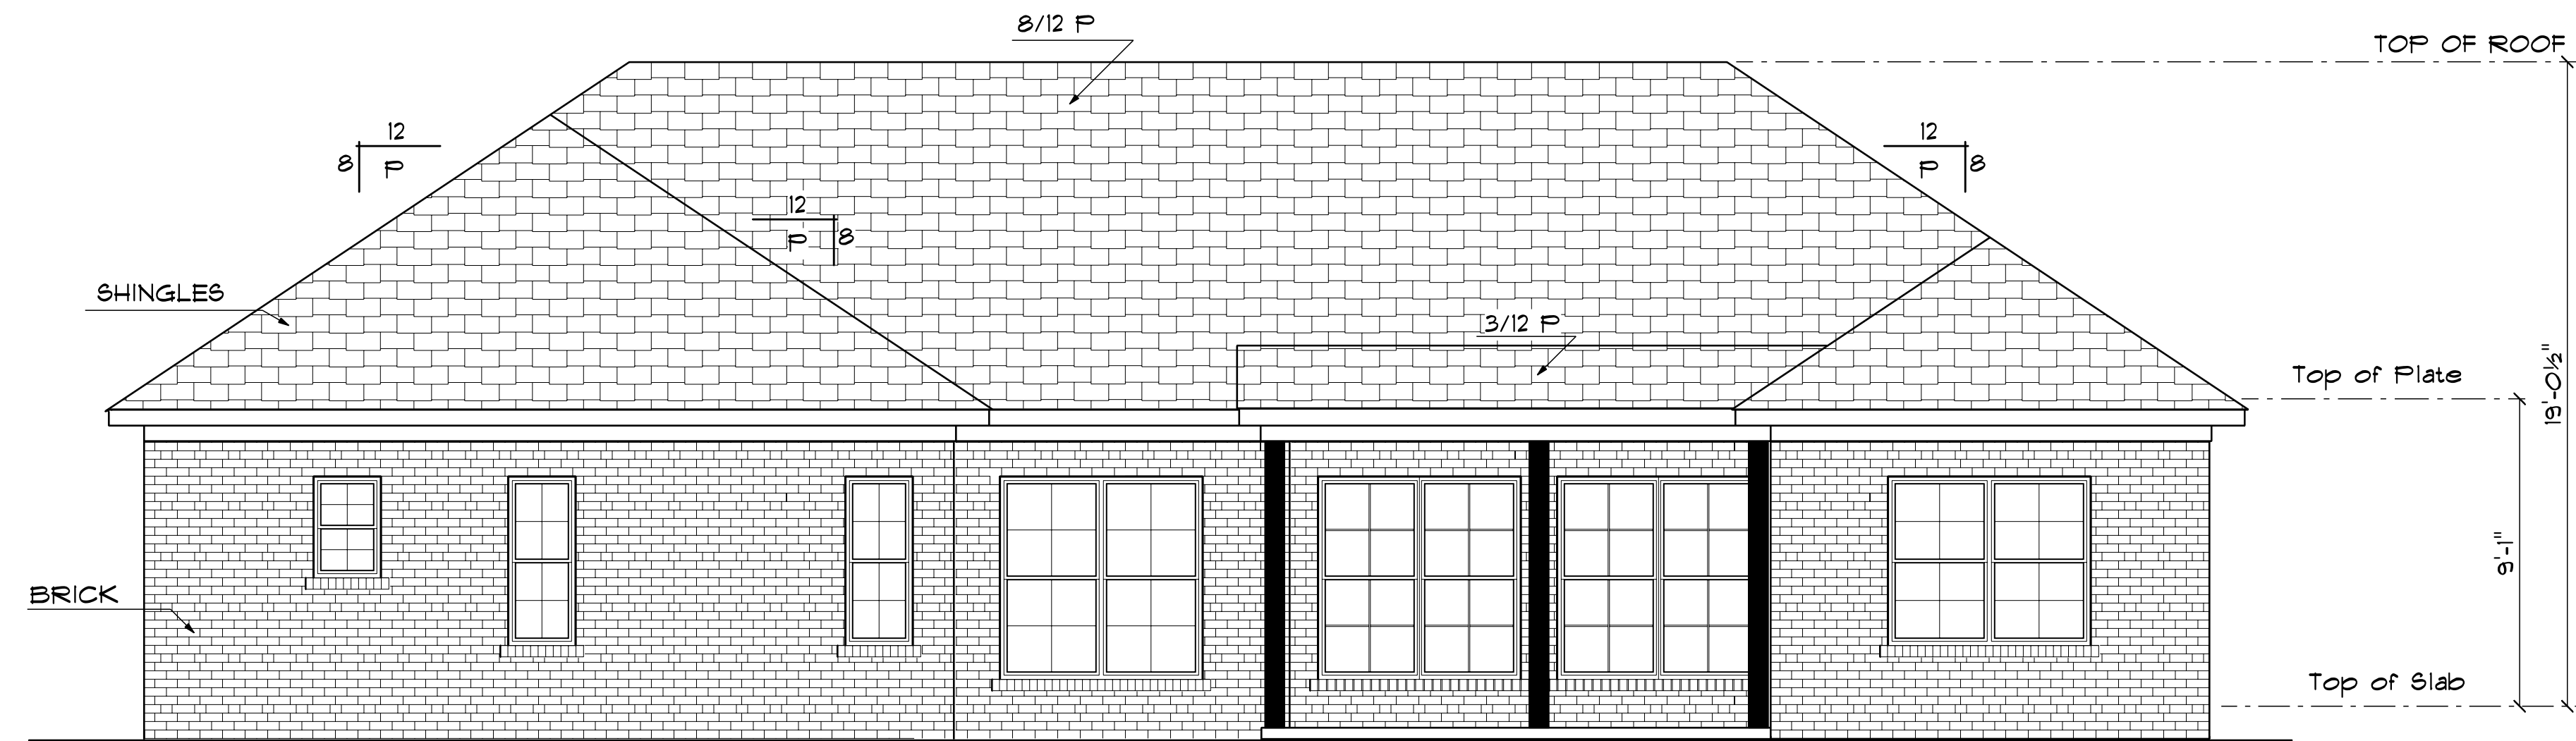 8/12 P
TOP OF ROOF
12
8
P
12
P
8
12
P
8
SHINGLES
3/12 P
Top of Plate
19'-0½"
9'-1"
BRICK
Top of Slab